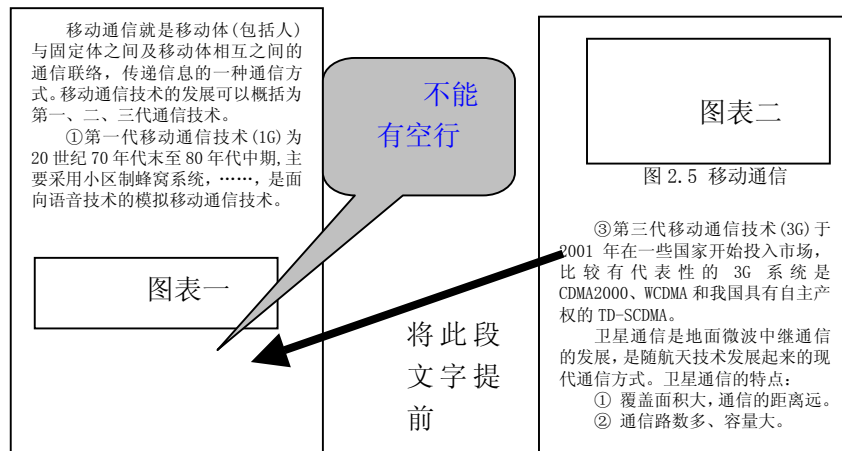 移动通信就是移动体(包括人)
与固定体之间及移动体相互之间的
通信联络，传递信息的一种通信方
式。移动通信技术的发展可以概括为
第一、二、三代通信技术。
①第一代移动通信技术(1G)为
20 世纪 70 年代末至 80 年代中期,主
要采用小区制蜂窝系统，……，是面
向语音技术的模拟移动通信技术。
图表一
不能
有空行
将此段
文字提
前
图表二
图 2.5 移动通信
③第三代移动通信技术(3G)于
2001 年在一些国家开始投入市场，
比较有代表性的 3G 系统是
CDMA2000、WCDMA 和我国具有自主产
权的 TD-SCDMA。
卫星通信是地面微波中继通信
的发展，是随航天技术发展起来的现
代通信方式。卫星通信的特点：
① 覆盖面积大，通信的距离远。
② 通信路数多、容量大。